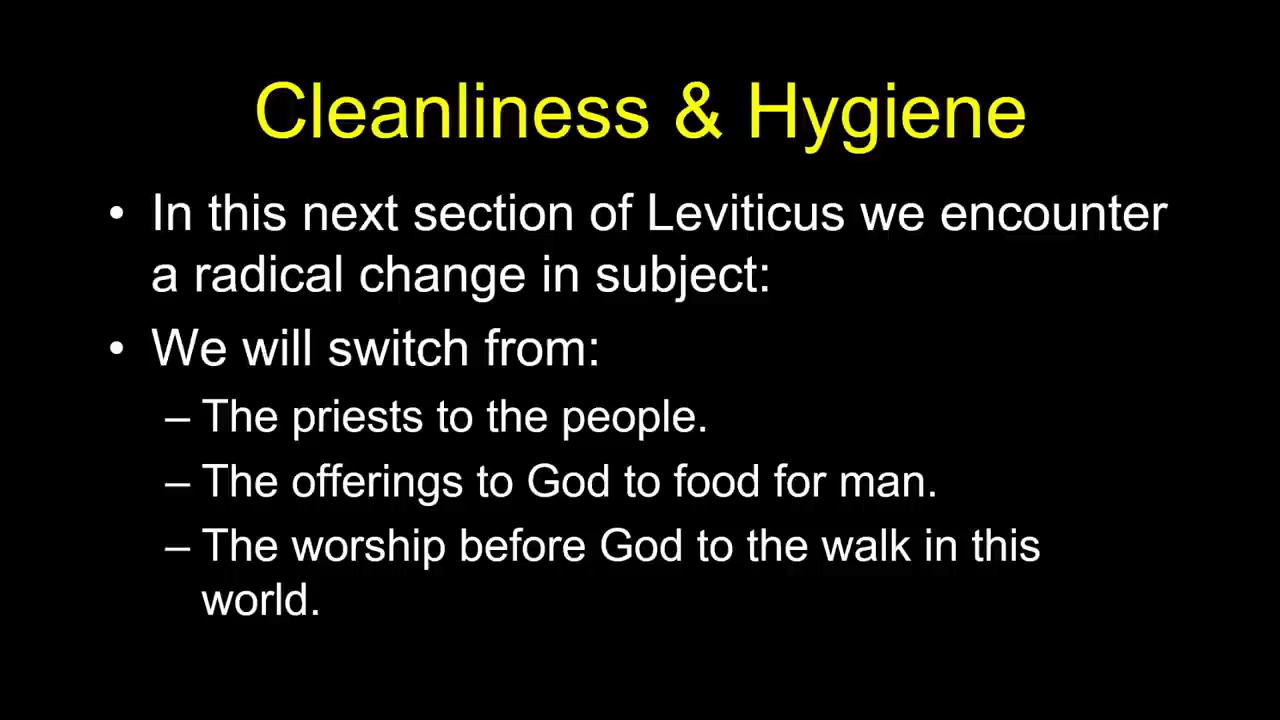 Cleanliness & Hygiene
• In this next section of Leviticus we encounter
a radical change in subject:
• We will switch from:
– The priests to the people.
– The offerings to God to food for man.
– The worship before God to the walk in this
world.